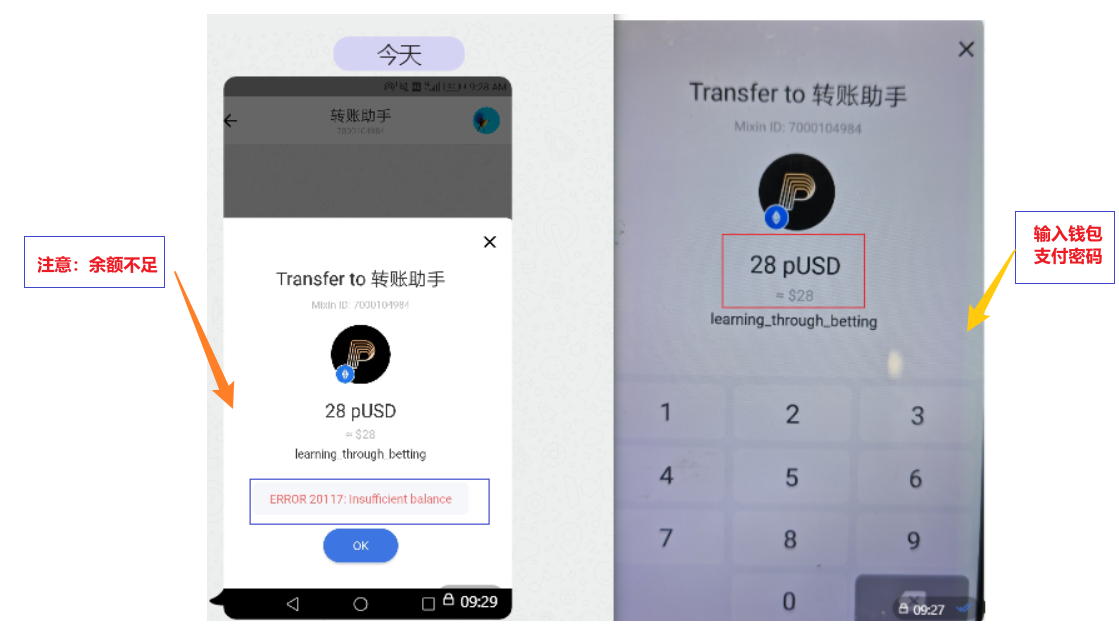 今天
9:28 AM
转账助手
7000104984
注意：余额不足
Transfer to 转账助手
Mixin ID: 7000104984
28 pUSD
≈ $28
learning_through_betting
ERROR 20117: Insufficient balance
OK
09:29
Transfer to 转账助手
Mixin ID: 7000104984
28 pUSD
≈ $28
learning_through_betting
输入钱包
支付密码
1 2 3
4 5 6
7 8 9
0
09:27